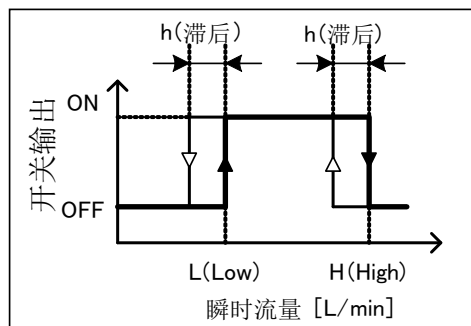 h(滞后) h(滞后)
ON
开关输出
OFF
L(Low) H(High)
瞬时流量 [L/min]